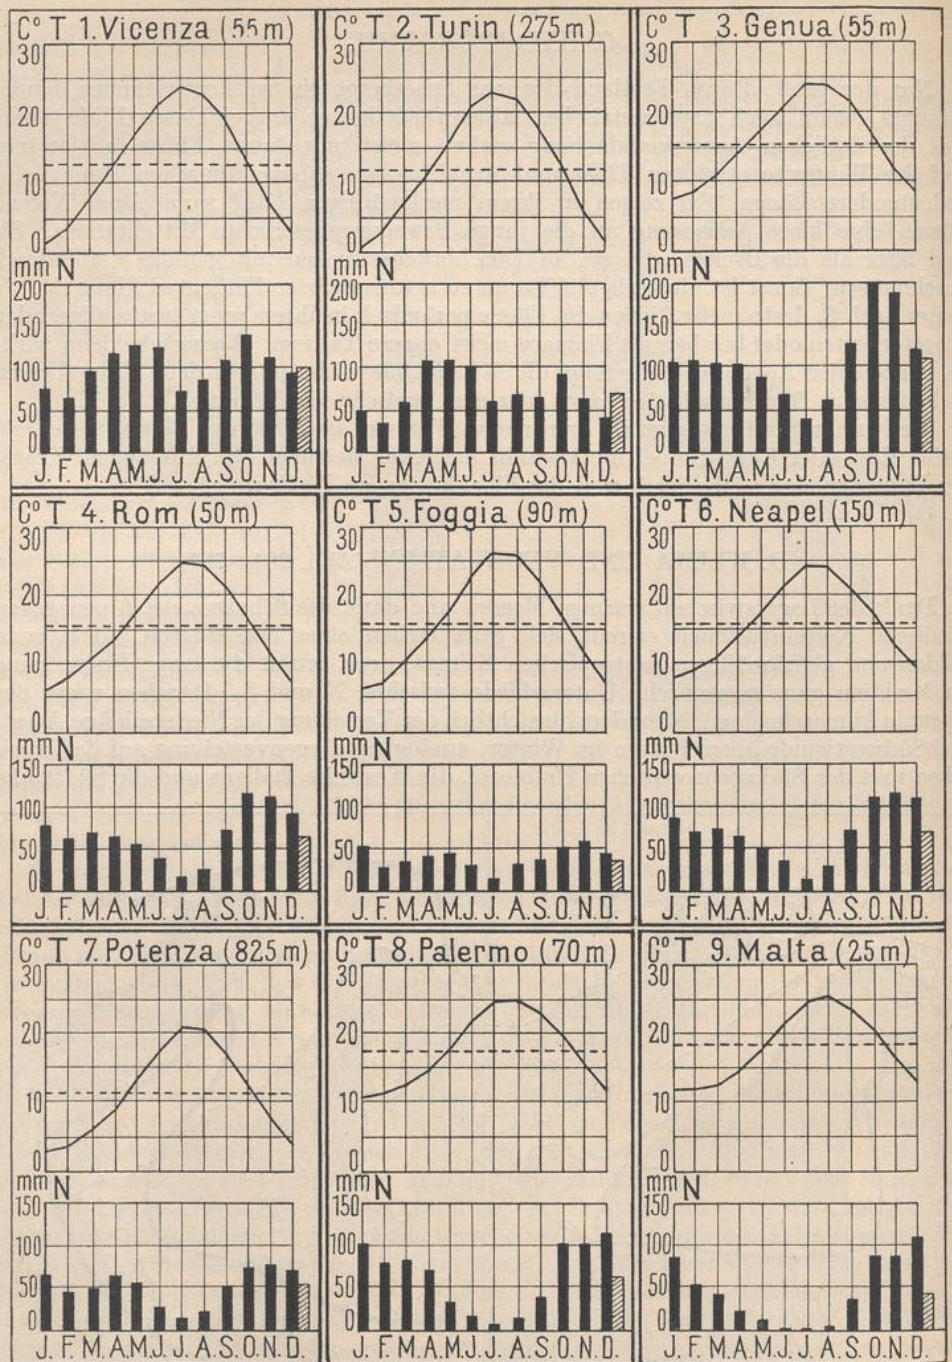 C° T 1. Vicenza (55 m)
30
20
10
0
mm N
200
150
100
50
0
J. F. M. A. M. J. J. A. S. O. N. D.
C° T 2. Turin (275 m)
30
20
10
0
mm N
200
150
100
50
0
J. F. M. A. M. J. J. A. S. O. N. D.
C° T 3. Genua (55 m)
30
20
10
0
mm N
200
150
100
50
0
J. F. M. A. M. J. J. A. S. O. N. D.
C° T 4. Rom (50 m)
30
20
10
0
mm N
150
100
50
0
J. F. M. A. M. J. J. A. S. O. N. D.
C° T 5. Foggia (90 m)
30
20
10
0
mm N
150
100
50
0
J. F. M. A. M. J. J. A. S. O. N. D.
C° T 6. Neapel (150 m)
30
20
10
0
mm N
150
100
50
0
J. F. M. A. M. J. J. A. S. O. N. D.
C° T 7. Potenza (825 m)
30
20
10
0
mm N
150
100
50
0
J. F. M. A. M. J. J. A. S. O. N. D.
C° T 8. Palermo (70 m)
30
20
10
0
mm N
150
100
50
0
J. F. M. A. M. J. J. A. S. O. N. D.
C° T 9. Malta (25 m)
30
20
10
0
mm N
150
100
50
0
J. F. M. A. M. J. J. A. S. O. N. D.